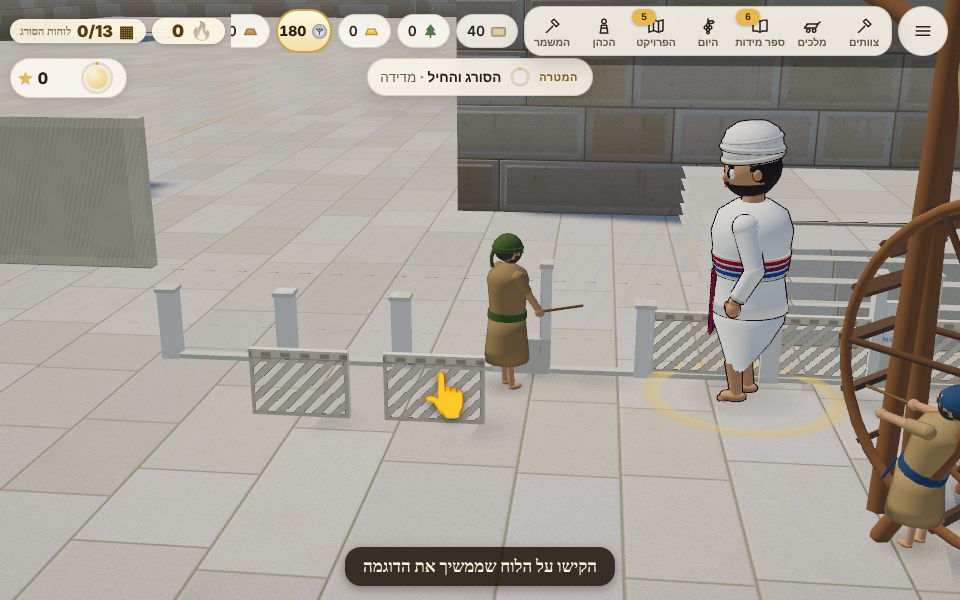 צוותים
מלכים
ספר מידות
6
היום
הפרויקט
5
הכהן
המשמר
40
0
0
180
0
0
לוחות הסורג 0/13
0
המטרה הסורג והחיל · מדידה
הקישו על הלוח שממשיך את הדוגמה